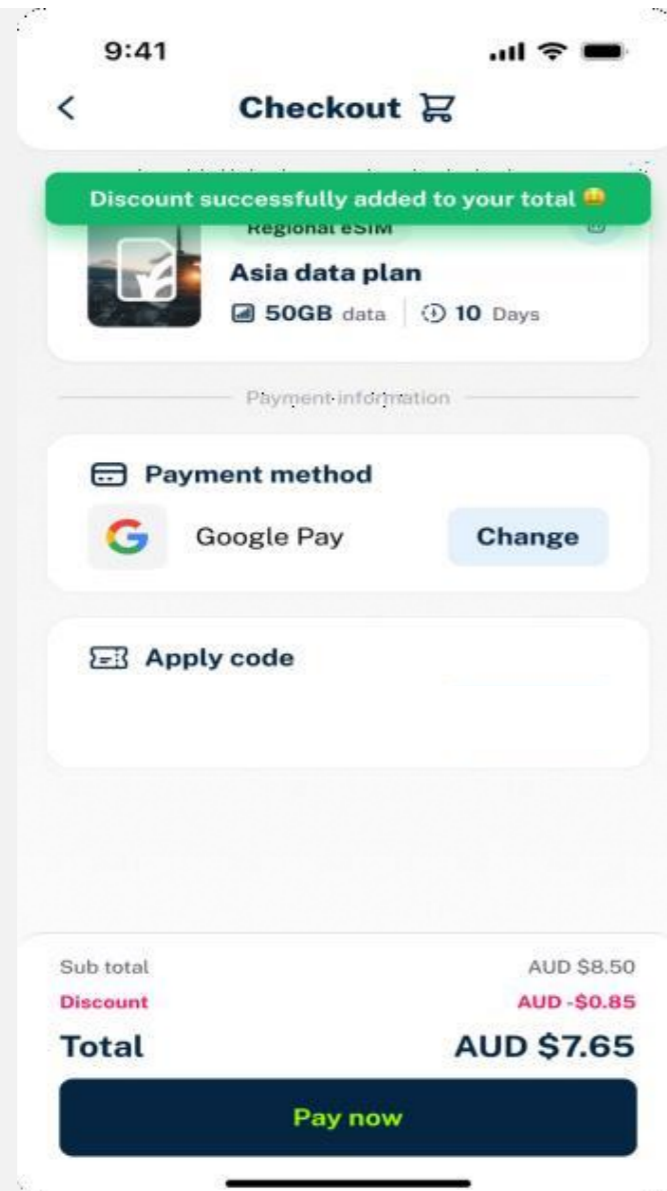 9:41
Checkout
Discount successfully added to your total 🤑
Regional eSIM
Asia data plan
50GB data
10 Days
Payment information
Payment method
Google Pay
Change
Apply code
Sub total AUD $8.50
Discount AUD -$0.85
Total AUD $7.65
Pay now